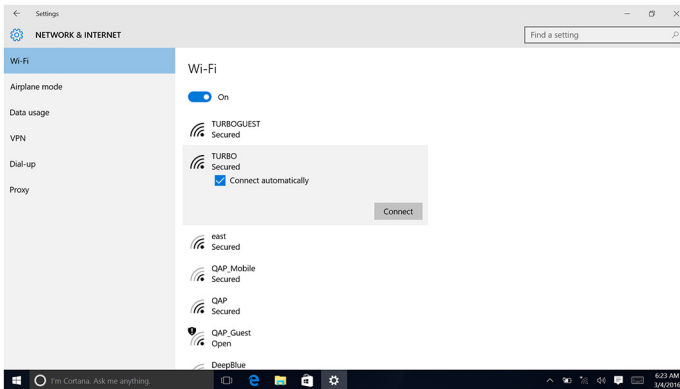 Settings
NETWORK & INTERNET
Find a setting
Wi-Fi
Airplane mode
Data usage
VPN
Dial-up
Proxy
Wi-Fi
On
TURBOGUEST
Secured
TURBO
Secured
Connect automatically
Connect
east
Secured
QAP_Mobile
Secured
QAP
Secured
QAP_Guest
Open
DeepBlue
I'm Cortana. Ask me anything.
6:23 AM
3/4/2016